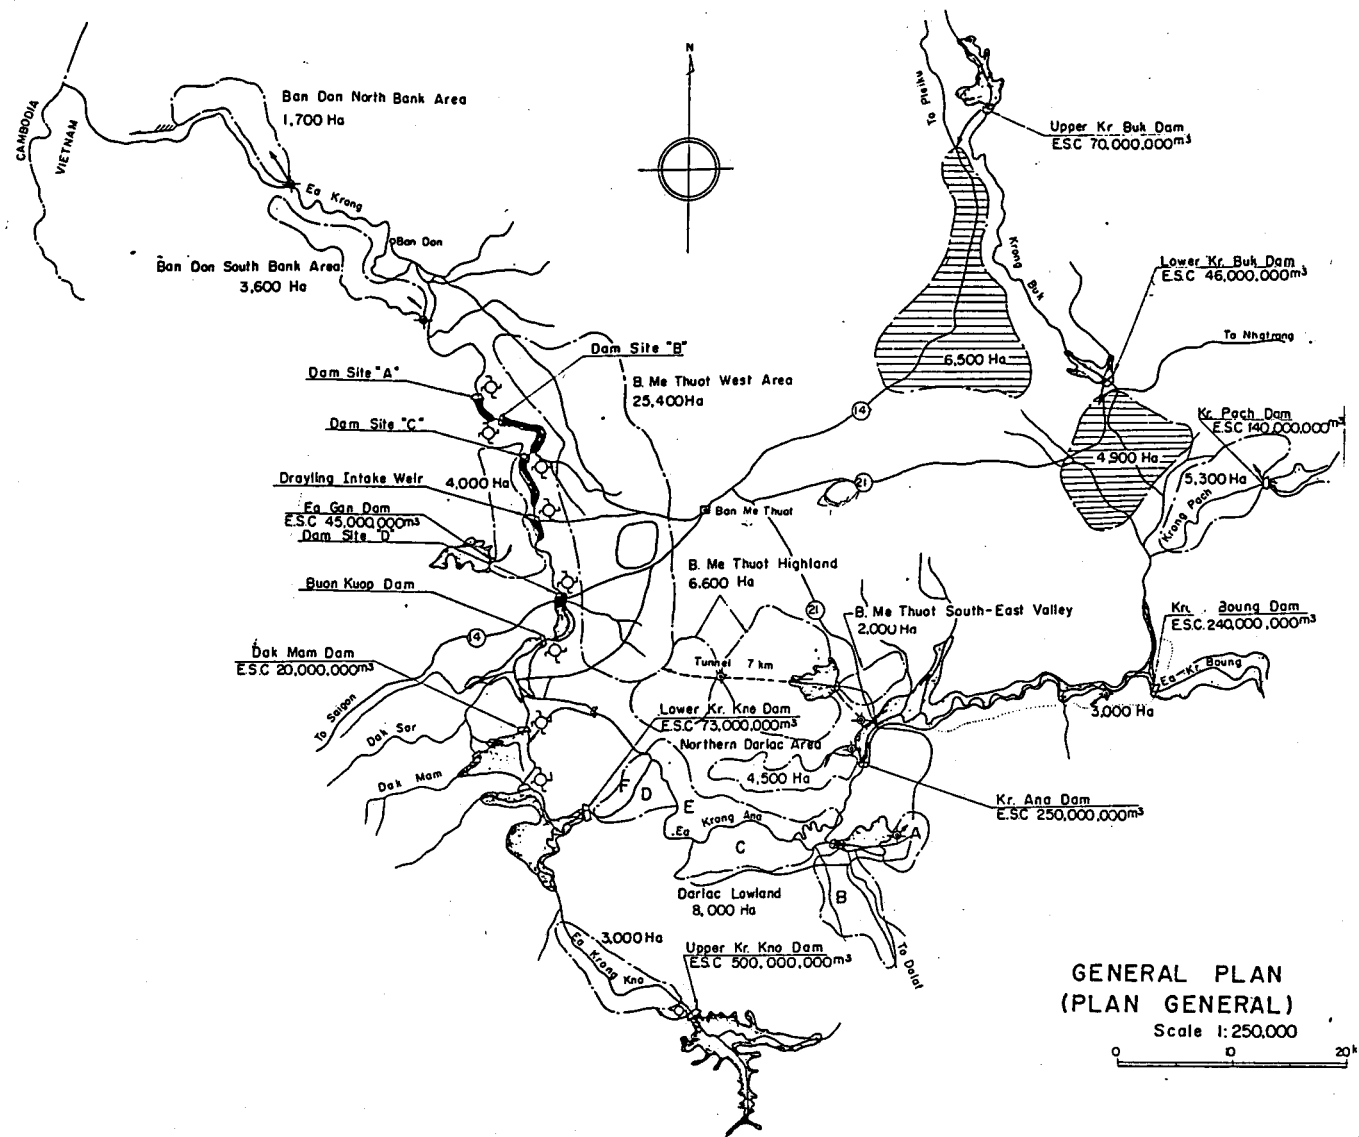 N
CAMBODIA
VIETNAM
Ban Don North Bank Area
1,700 Ha
To Pleiku
Upper Kr Buk Dam
E.S.C 70,000,000m³
Ea Krong
Ban Don
Ban Don South Bank Area
3,600 Ha
Krong Buk
Lower Kr. Buk Dam
E.S.C 46,000,000m³
To Nhatrang
6,500 Ha
Dam Site "B"
Dam Site "A"
B. Me Thuot West Area
25,400Ha
14
Dam Site "C"
Kr. Pach Dam
E.S.C 140,000,000m³
4,900 Ha
5,300 Ha
Krong Pach
Drayling Intake Weir
4,000 Ha
21
Ban Me Thuot
Ea Gan Dam
E.S.C 45,000,000m³
Dam Site "D"
B. Me Thuot Highland
6.600 Ha
Buon Kuop Dam
21
B. Me Thuot South-East Valley
2,000 Ha
Boung Dam
E.S.C. 240,000,000m³
14
Dak Mam Dam
E.S.C 20,000,000m³
Tunnel 7 km
Ea Kr. Boung
3,000 Ha
To Saigon
Dak Sor
Lower Kr. Kno Dam
E.S.C 73,000,000m³
Northern Darlac Area
4,500 Ha
Dak Mam
F
D
E
Kr. Ana Dam
E.S.C 250,000,000m³
Ea Krong Ana
C
A
B
Darlac Lowland
8,000 Ha
To Dalat
3,000 Ha
Ea Krong Kno
Upper Kr. Kno Dam
E.S.C 500,000,000m³
GENERAL PLAN
(PLAN GENERAL)
Scale 1:250,000
0 10 20k